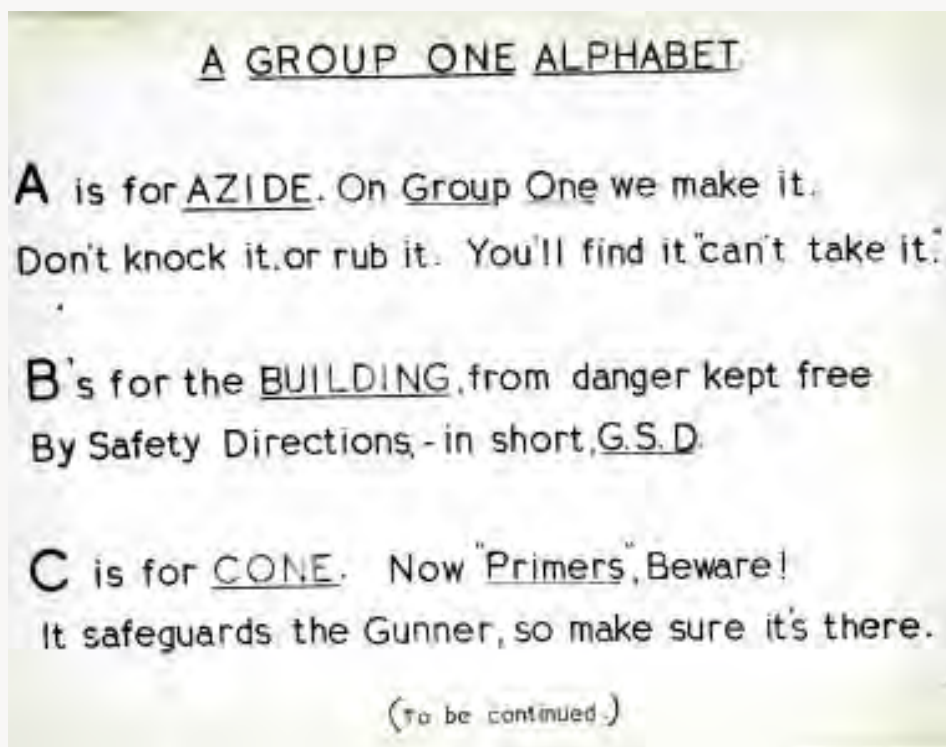 A GROUP ONE ALPHABET
A is for AZIDE. On Group One we make it.
Don't knock it, or rub it. You'll find it "can't take it."
B's for the BUILDING, from danger kept free
By Safety Directions, - in short, G.S.D.
C is for CONE. Now "Primers", Beware!
It safeguards the Gunner, so make sure it's there.
(To be continued.)